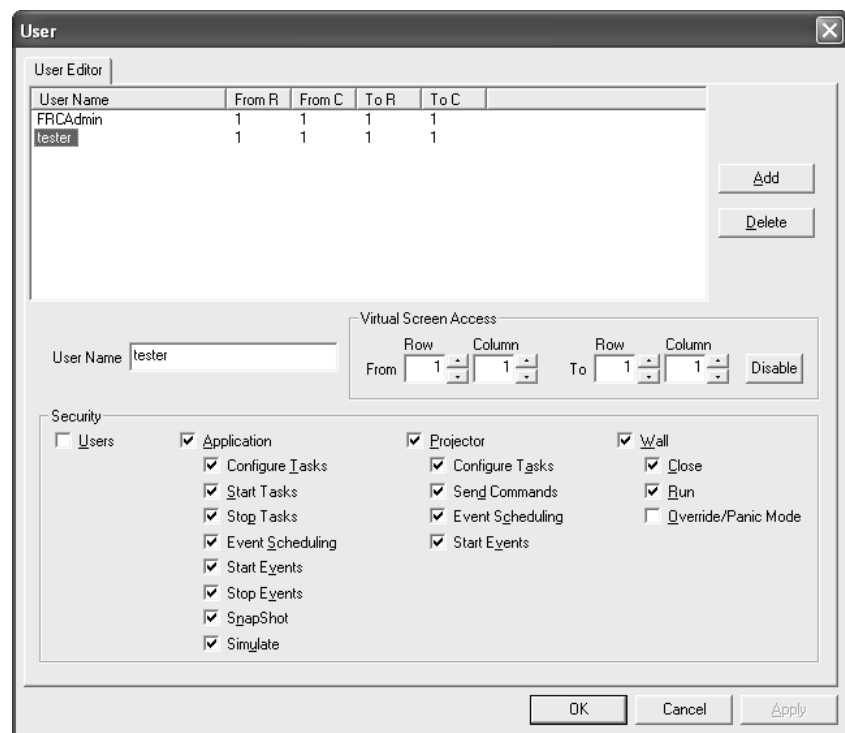 User
User Editor
User Name From R From C To R To C
FRCAdmin 1 1 1 1
tester 1 1 1 1
Add
Delete
Virtual Screen Access
Row Column Row Column
User Name tester From 1 1 To 1 1 Disable
Security
Users Application Projector Wall
Configure Tasks Configure Tasks Close
Start Tasks Send Commands Run
Stop Tasks Event Scheduling Override/Panic Mode
Event Scheduling Start Events
Start Events
Stop Events
SnapShot
Simulate
OK Cancel Apply